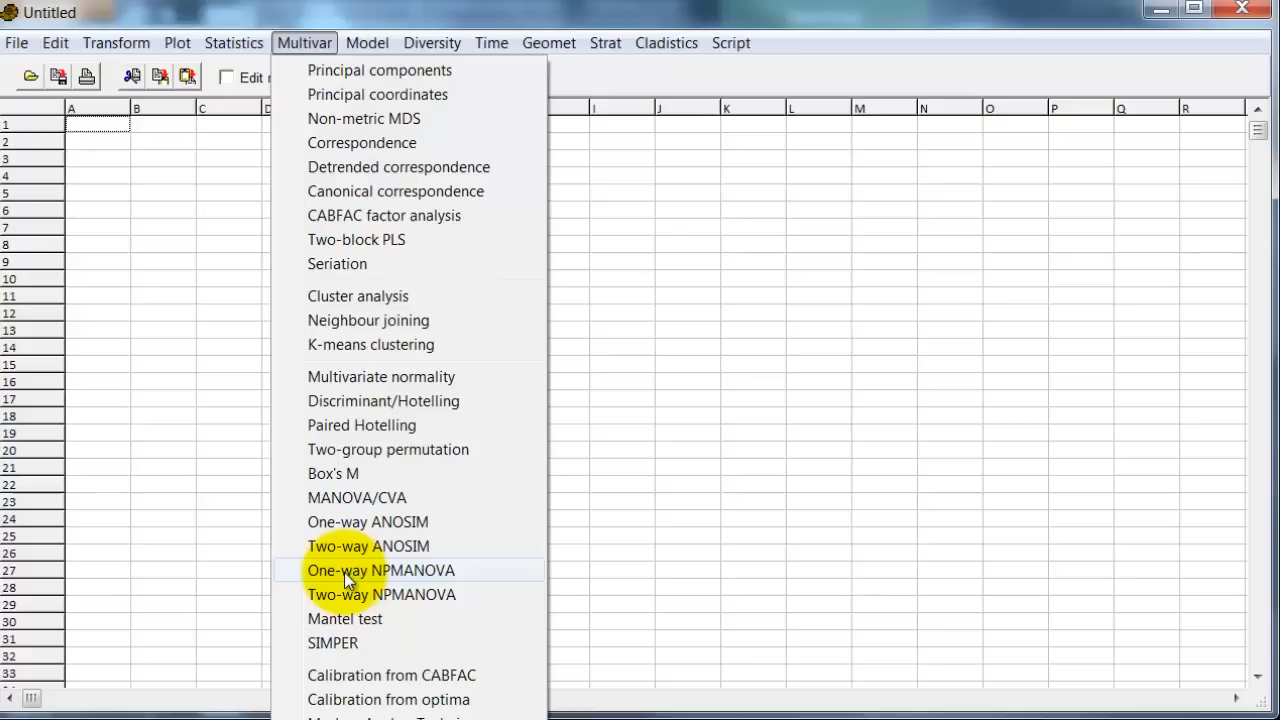 Untitled
File Edit Transform Plot Statistics Multivar Model Diversity Time Geomet Strat Cladistics Script
Edit
A B C D I J K L M N O P Q R
1
2
3
4
5
6
7
8
9
10
11
12
13
14
15
16
17
18
19
20
21
22
23
24
25
26
27
28
29
30
31
32
33
Principal components
Principal coordinates
Non-metric MDS
Correspondence
Detrended correspondence
Canonical correspondence
CABFAC factor analysis
Two-block PLS
Seriation
Cluster analysis
Neighbour joining
K-means clustering
Multivariate normality
Discriminant/Hotelling
Paired Hotelling
Two-group permutation
Box's M
MANOVA/CVA
One-way ANOSIM
Two-way ANOSIM
One-way NPMANOVA
Two-way NPMANOVA
Mantel test
SIMPER
Calibration from CABFAC
Calibration from optima